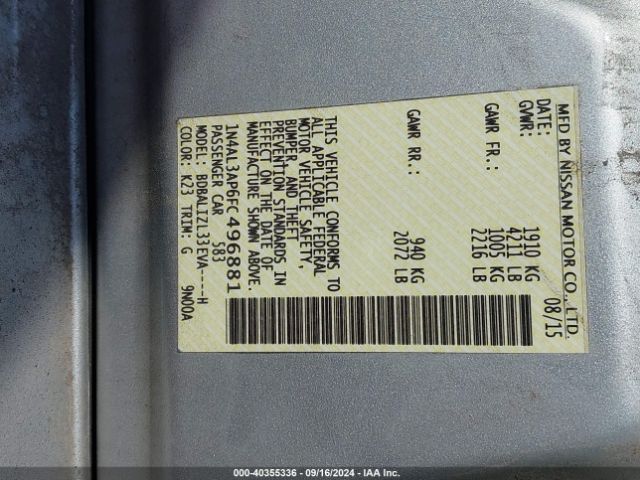 MFD BY NISSAN MOTOR CO., LTD.
DATE: 08/15
GVWR: 1910 KG
4211 LB
GAWR FR: 1005 KG
2216 LB
GAWR RR: 940 KG
2072 LB
THIS VEHICLE CONFORMS TO
ALL APPLICABLE FEDERAL
MOTOR VEHICLE SAFETY,
BUMPER, AND THEFT
PREVENTION STANDARDS IN
EFFECT ON THE DATE OF
MANUFACTURE SHOWN ABOVE.
1N4AL3AP6FC496881
PASSENGER CAR 583
MODEL: BDBALIZL33EVA----H
COLOR: K23 TRIM: G 9N00A
000-40355336 - 09/16/2024 - IAA Inc.